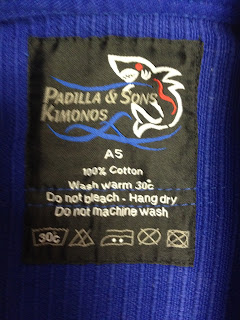 PADILLA & SONS
KIMONOS
A5
100% Cotton
Wash warm 30c
Do not bleach - Hang dry
Do not machine wash
30c